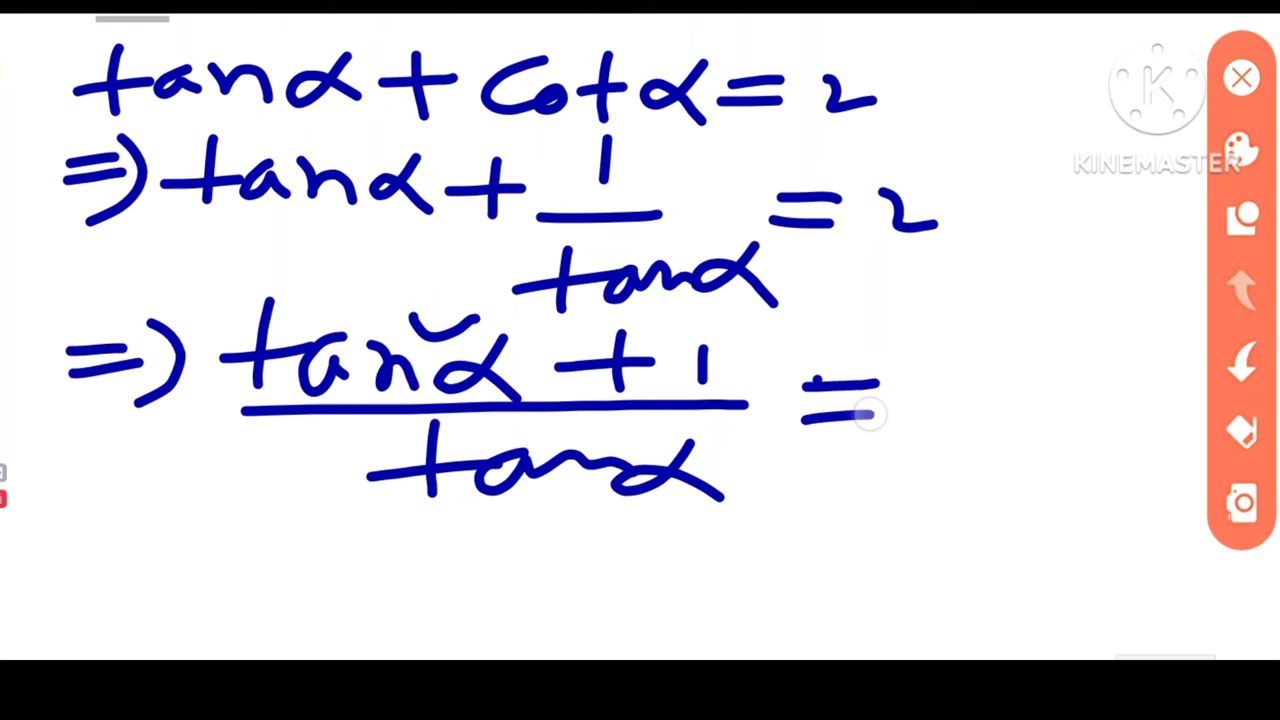 tanα + cotα = 2
KINEMASTER
⇒ tanα + 1/tanα = 2
⇒ tan²α + 1 / tanα =